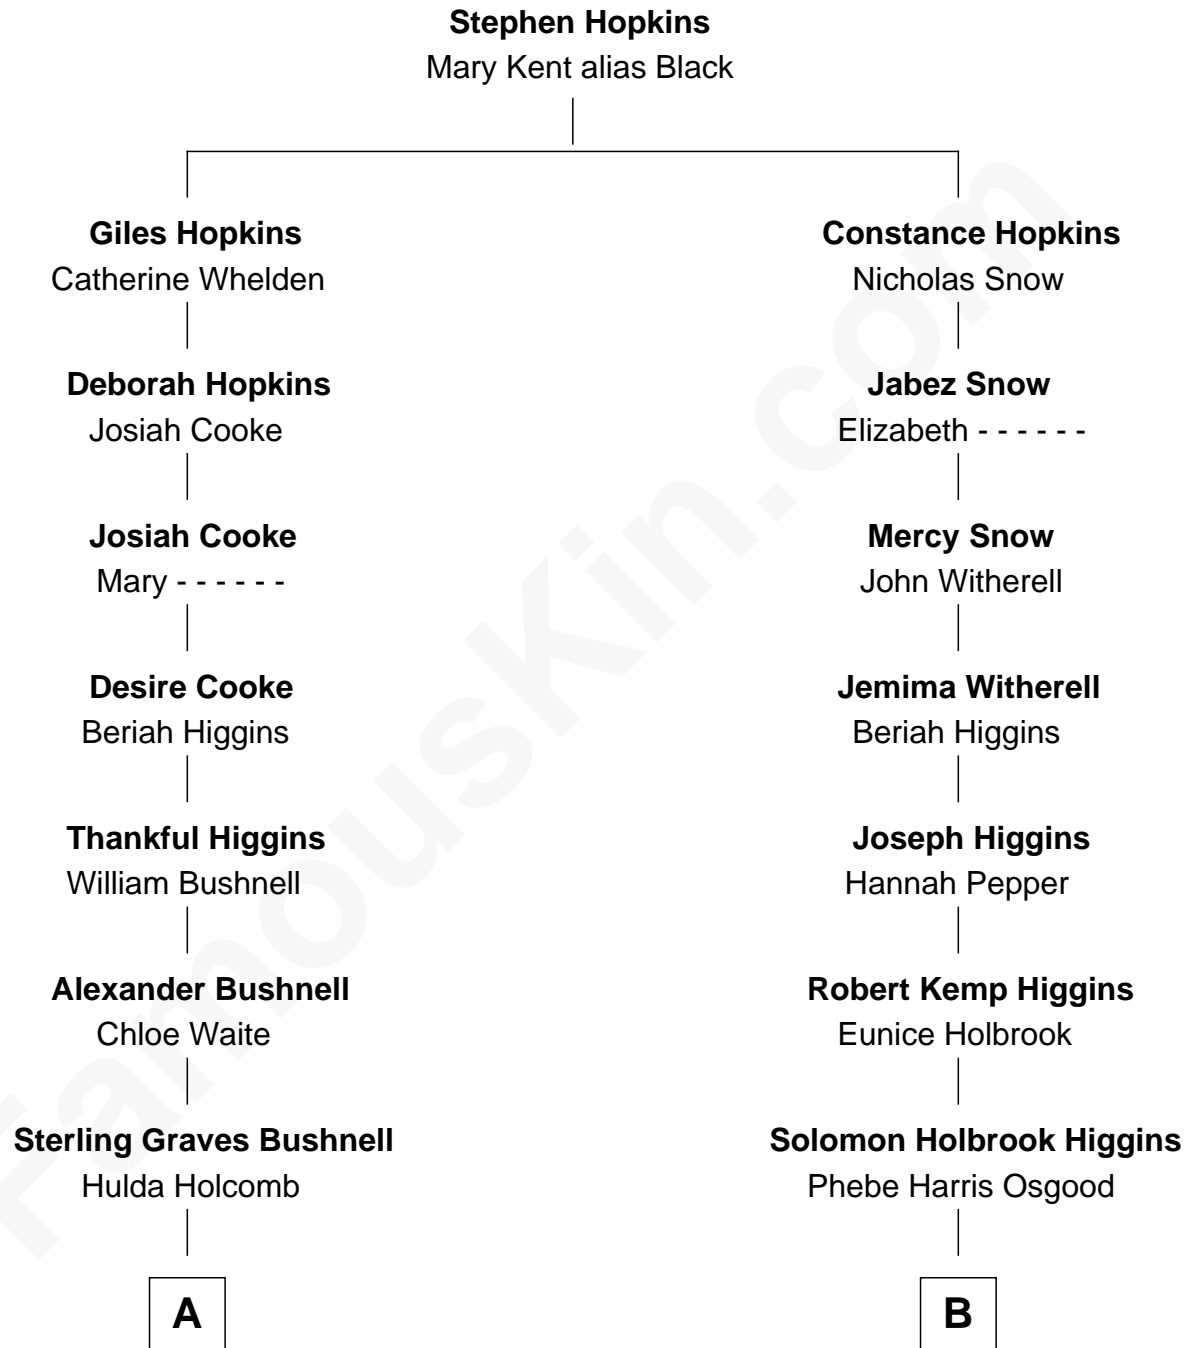 Stephen Hopkins
Mary Kent alias Black
Giles Hopkins
Catherine Whelden
Constance Hopkins
Nicholas Snow
Deborah Hopkins
Josiah Cooke
Jabez Snow
Elizabeth - - - - - -
Josiah Cooke
Mary - - - - - -
Mercy Snow
John Witherell
Desire Cooke
Beriah Higgins
Jemima Witherell
Beriah Higgins
Thankful Higgins
William Bushnell
Joseph Higgins
Hannah Pepper
Alexander Bushnell
Chloe Waite
Robert Kemp Higgins
Eunice Holbrook
Sterling Graves Bushnell
Hulda Holcomb
Solomon Holbrook Higgins
Phebe Harris Osgood
A
B
FamousKin.com